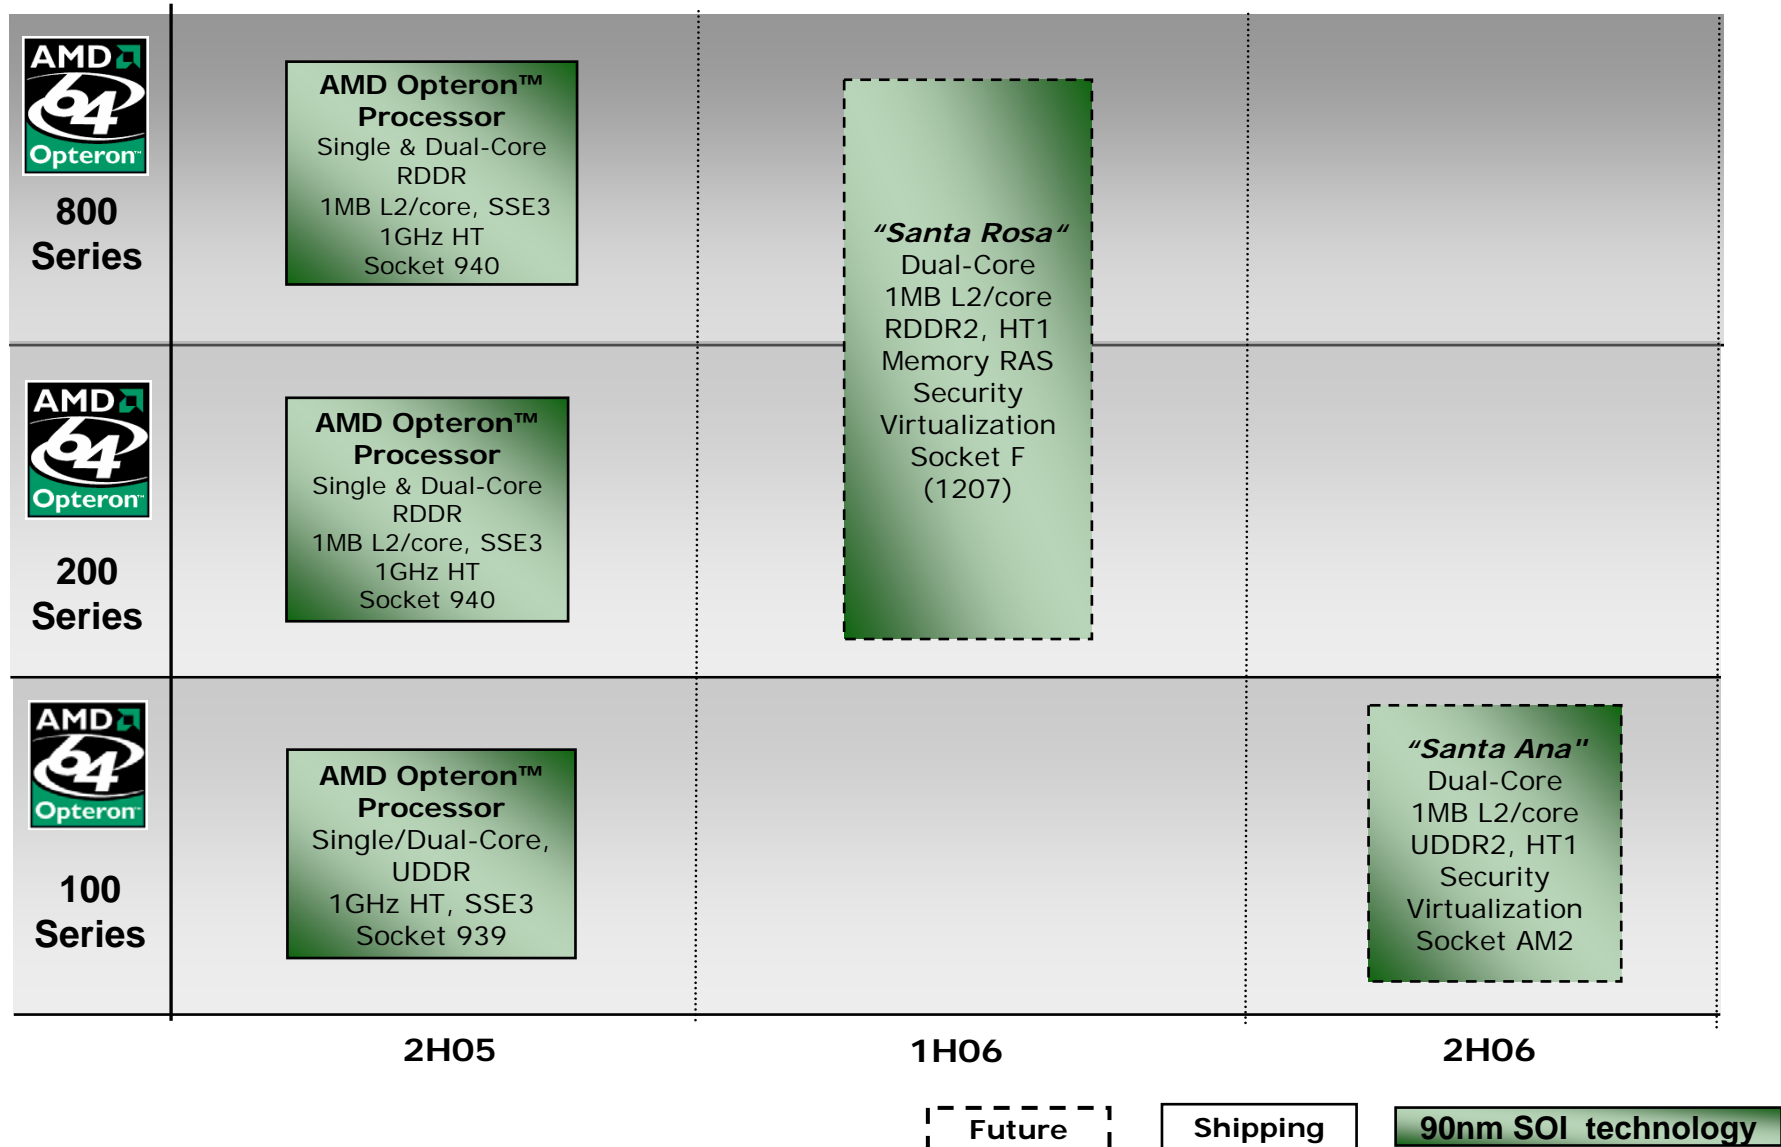 AMD
64
Opteron™
800
Series
AMD Opteron™
Processor
Single & Dual-Core
RDDR
1MB L2/core, SSE3
1GHz HT
Socket 940
“Santa Rosa“
Dual-Core
1MB L2/core
RDDR2, HT1
Memory RAS
Security
Virtualization
Socket F
(1207)
AMD
64
Opteron™
200
Series
AMD Opteron™
Processor
Single & Dual-Core
RDDR
1MB L2/core, SSE3
1GHz HT
Socket 940
AMD
64
Opteron™
100
Series
AMD Opteron™
Processor
Single/Dual-Core,
UDDR
1GHz HT, SSE3
Socket 939
“Santa Ana"
Dual-Core
1MB L2/core
UDDR2, HT1
Security
Virtualization
Socket AM2
2H05
1H06
2H06
Future
Shipping
90nm SOI technology